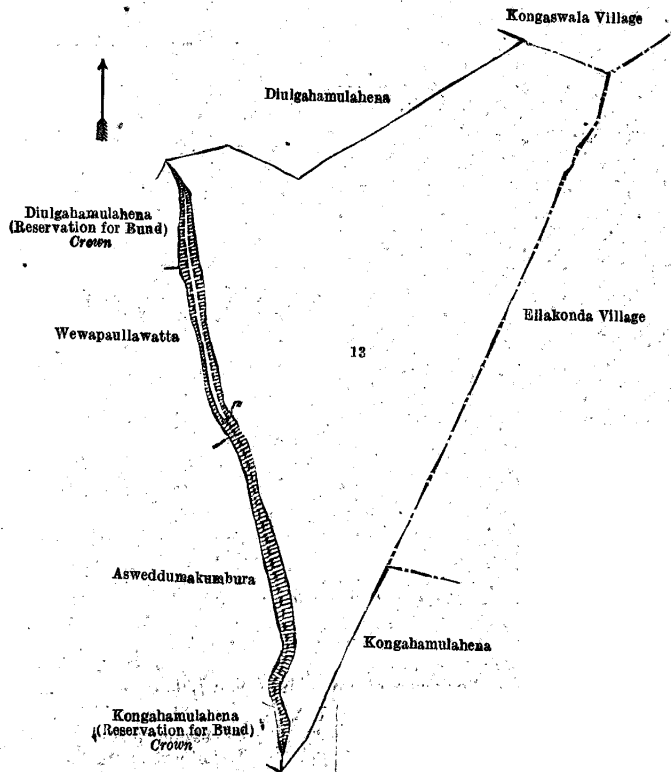 Kongaswala Village
Diulgahamulahena
Diulgahamulahena
(Reservation for Bund)
Crown
Wewapaullawatta
Ellakonda Village
13
Asweddumakumbura
Kongahamulahena
Kongahamulahena
(Reservation for Bund)
Crown